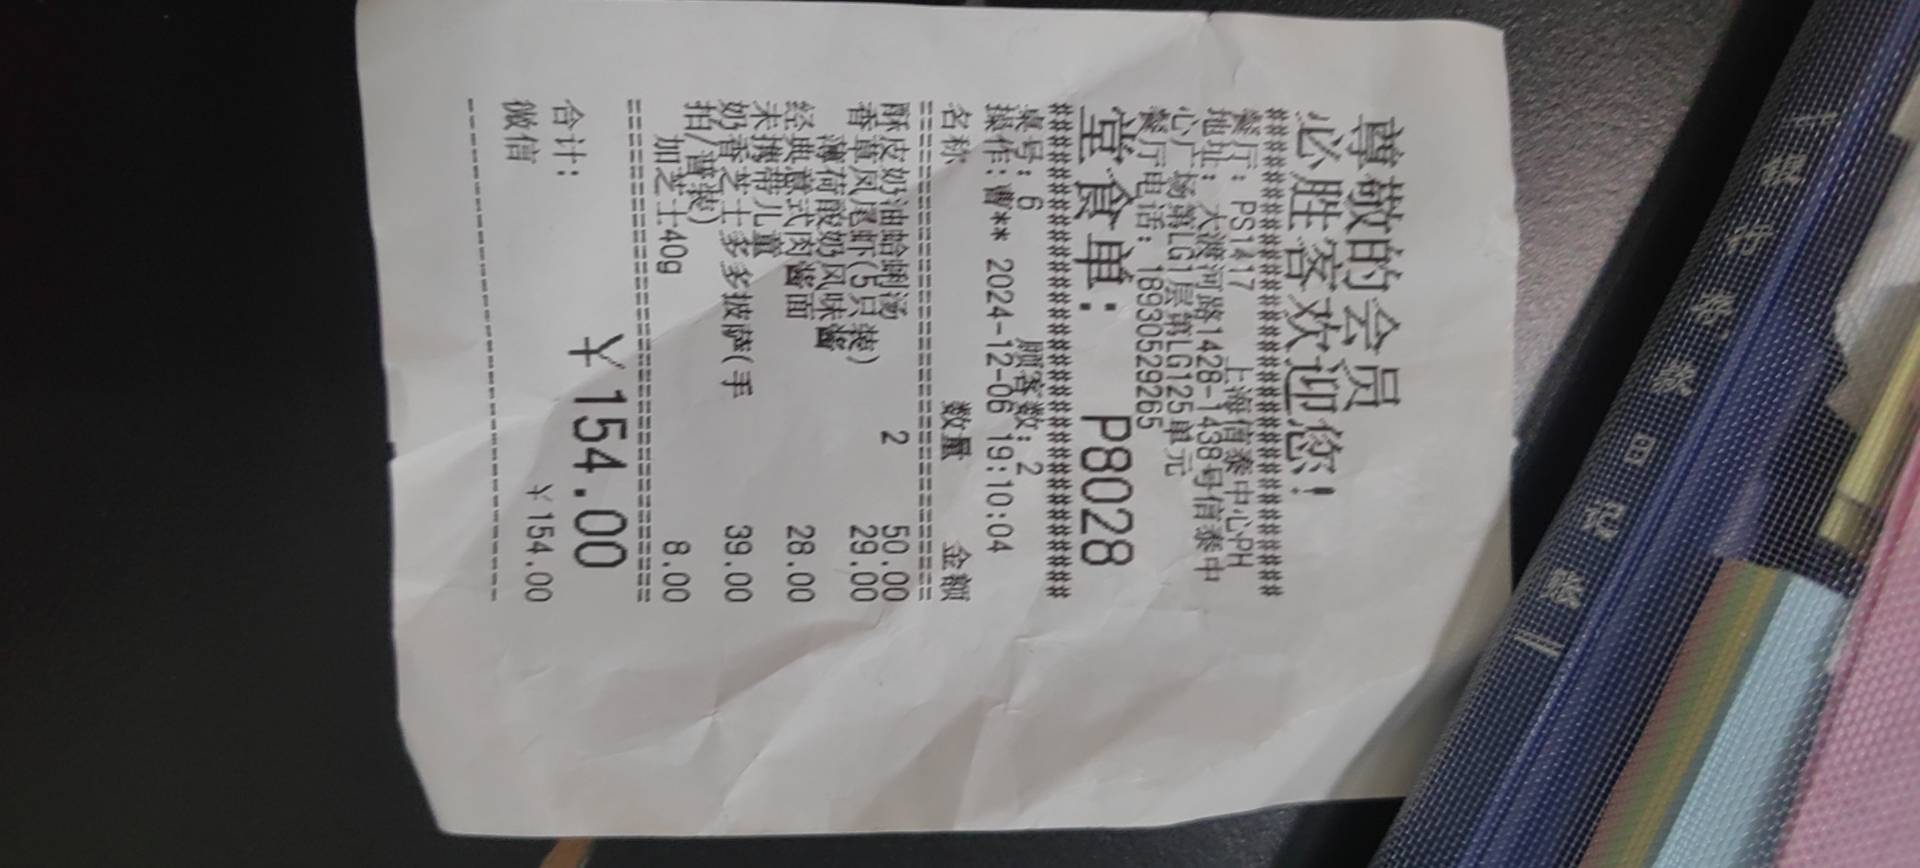 尊敬的会员
必胜客欢迎您!
########################################
餐厅: PS1417 上海信泰中心PH
地址: 大渡河路1428-1438号信泰中
心广场第LG1层第LG125单元
餐厅电话: 18930529265
堂食单: P8028
########################################
桌号: 6 顾客数: 2
操作:曹** 2024-12-06 19:10:04
名称 数量 金额
========================================
酥皮奶油蛤蜊汤 2 50.00
香薯凤尾虾(5只装) 29.00
薄荷酸奶风味酱
经典意式肉酱面 28.00
未携带儿童
奶香芝士多多披萨(手 39.00
拍/普装)
加芝士40g 8.00
========================================
合计: ¥154.00
微信 ¥154.00
----------------------------------------